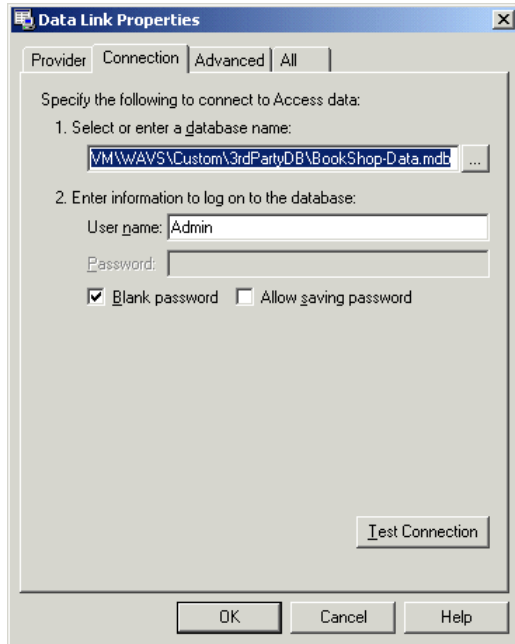 Data Link Properties
Provider Connection Advanced All
Specify the following to connect to Access data:
1. Select or enter a database name:
VM\WAVS\Custom\3rdPartyDB\BookShop-Data.mdb ...
2. Enter information to log on to the database:
User name: Admin
Password:
Blank password Allow saving password
Test Connection
OK Cancel Help